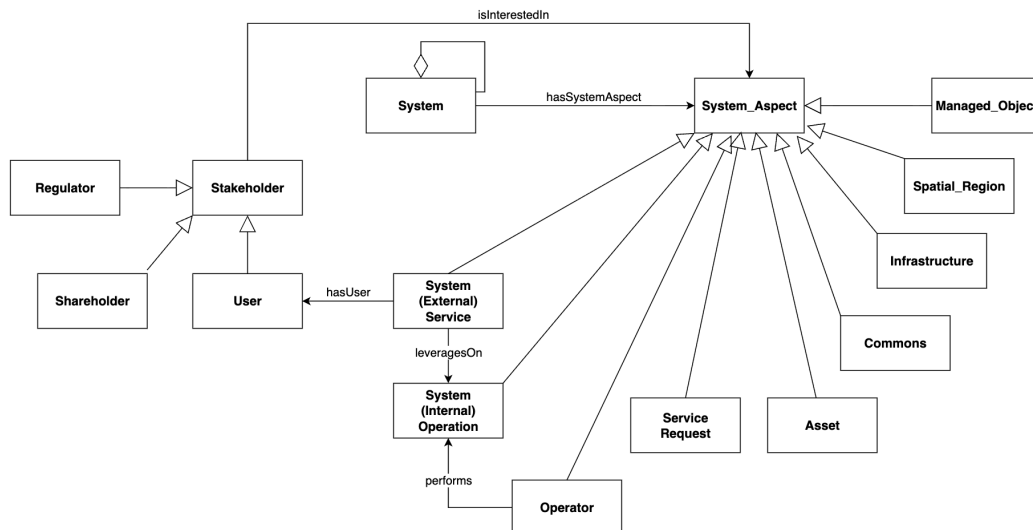 isInterestedIn
System
hasSystemAspect
System_Aspect
Managed_Object
Regulator
Stakeholder
Spatial_Region
Infrastructure
Shareholder
User
hasUser
System
(External)
Service
Commons
leveragesOn
System
(Internal)
Operation
Service
Request
Asset
performs
Operator